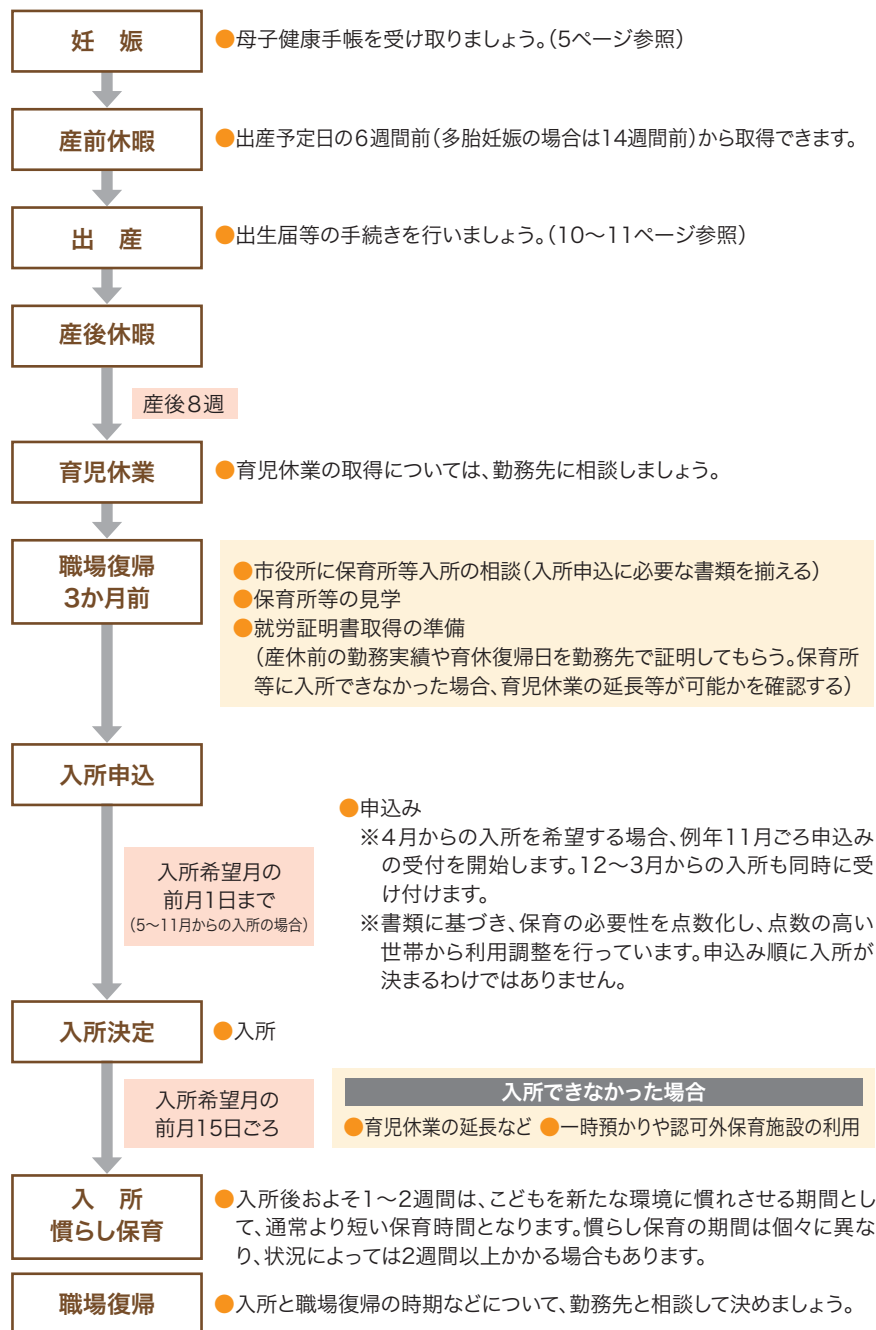 妊　娠
●母子健康手帳を受け取りましょう。(5ページ参照)
産前休暇
●出産予定日の6週間前(多胎妊娠の場合は14週間前)から取得できます。
出　産
●出生届等の手続きを行いましょう。(10～11ページ参照)
産後休暇
産後8週
育児休業
●育児休業の取得については、勤務先に相談しましょう。
職場復帰
3か月前
●市役所に保育所等入所の相談(入所申込に必要な書類を揃える)
●保育所等の見学
●就労証明書取得の準備
(産休前の勤務実績や育休復帰日を勤務先で証明してもらう。保育所
等に入所できなかった場合、育児休業の延長等が可能かを確認する)
入所申込
入所希望月の
前月1日まで
(5～11月からの入所の場合)
●申込み
※4月からの入所を希望する場合、例年11月ごろ申込み
の受付を開始します。12～3月からの入所も同時に受
け付けます。
※書類に基づき、保育の必要性を点数化し、点数の高い
世帯から利用調整を行っています。申込み順に入所が
決まるわけではありません。
入所決定
●入所
入所希望月の
前月15日ごろ
入所できなかった場合
●育児休業の延長など ●一時預かりや認可外保育施設の利用
入　所
慣らし保育
●入所後およそ1～2週間は、こどもを新たな環境に慣れさせる期間とし
て、通常より短い保育時間となります。慣らし保育の期間は個々に異な
り、状況によっては2週間以上かかる場合もあります。
職場復帰
●入所と職場復帰の時期などについて、勤務先と相談して決めましょう。